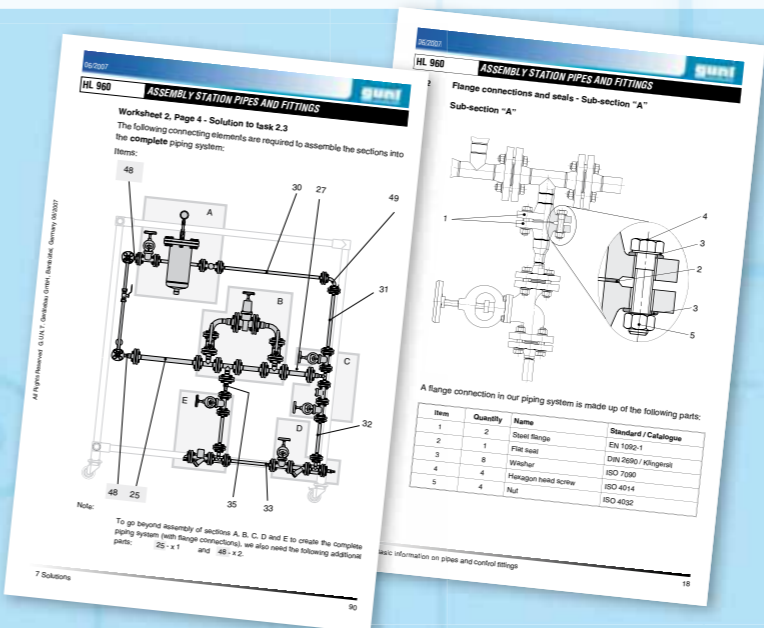 06/2007
gunt
HL 960
ASSEMBLY STATION PIPES AND FITTINGS
Worksheet 2, Page 4 - Solution to task 2.3
The following connecting elements are required to assemble the sections into
the complete piping system:
Items:
48
30
27
49
A
B
31
C
E
D
32
48
25
35
33
All Rights Reserved G.U.N.T. Gerätebau GmbH, Barsbüttel, Germany 06/2007
Note:
To go beyond assembly of sections A, B, C, D and E to create the complete
piping system (with flange connections), we also need the following additional
parts: 25 - x 1 and 48 - x 2.
7 Solutions
90
06/2007
gunt
HL 960
ASSEMBLY STATION PIPES AND FITTINGS
Flange connections and seals - Sub-section "A"
Sub-section "A"
1
4
3
2
3
5
A flange connection in our piping system is made up of the following parts:
Item Quantity Name Standard / Catalogue
1 2 Steel flange EN 1092-1
2 1 Flat seal DIN 2690 / Klingersil
3 8 Washer ISO 7090
4 4 Hexagon head screw ISO 4014
5 4 Nut ISO 4032
information on pipes and control fittings
18